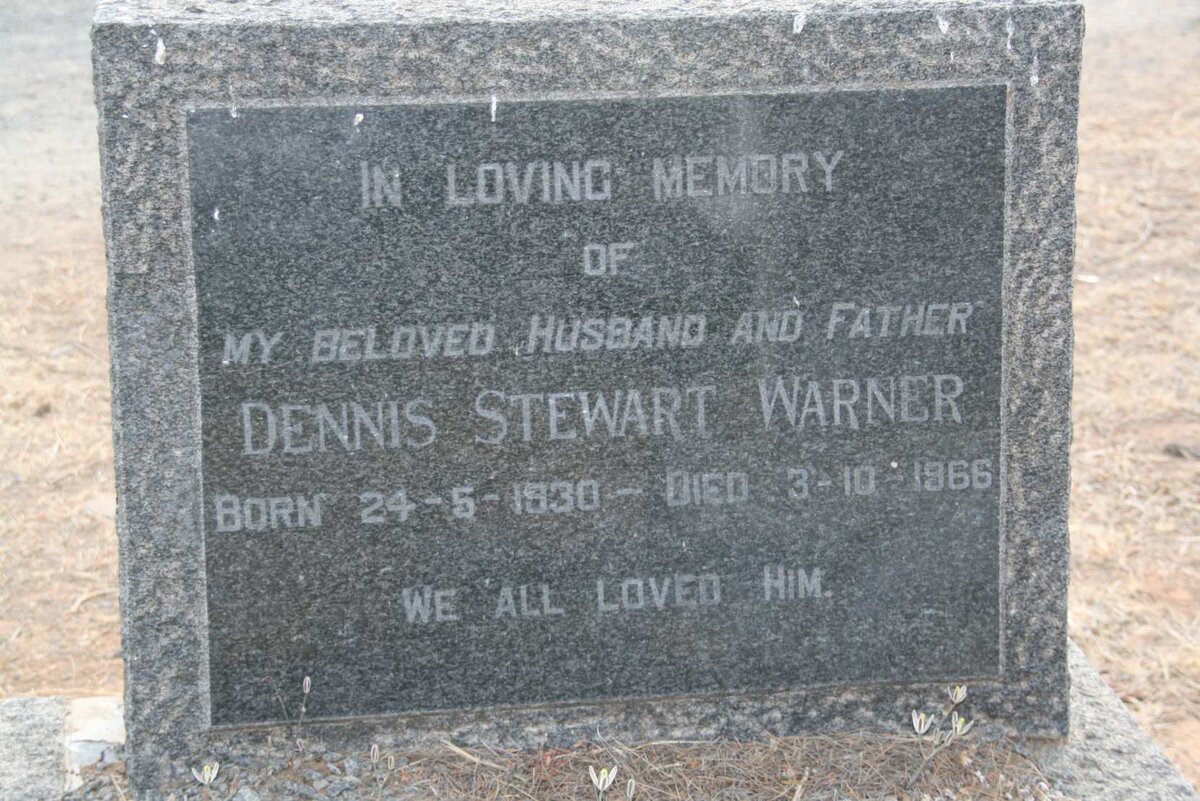 IN LOVING MEMORY
OF
MY BELOVED HUSBAND AND FATHER
DENNIS STEWART WARNER
BORN 24-5-1930 - DIED 3-10-1966
WE ALL LOVED HIM.